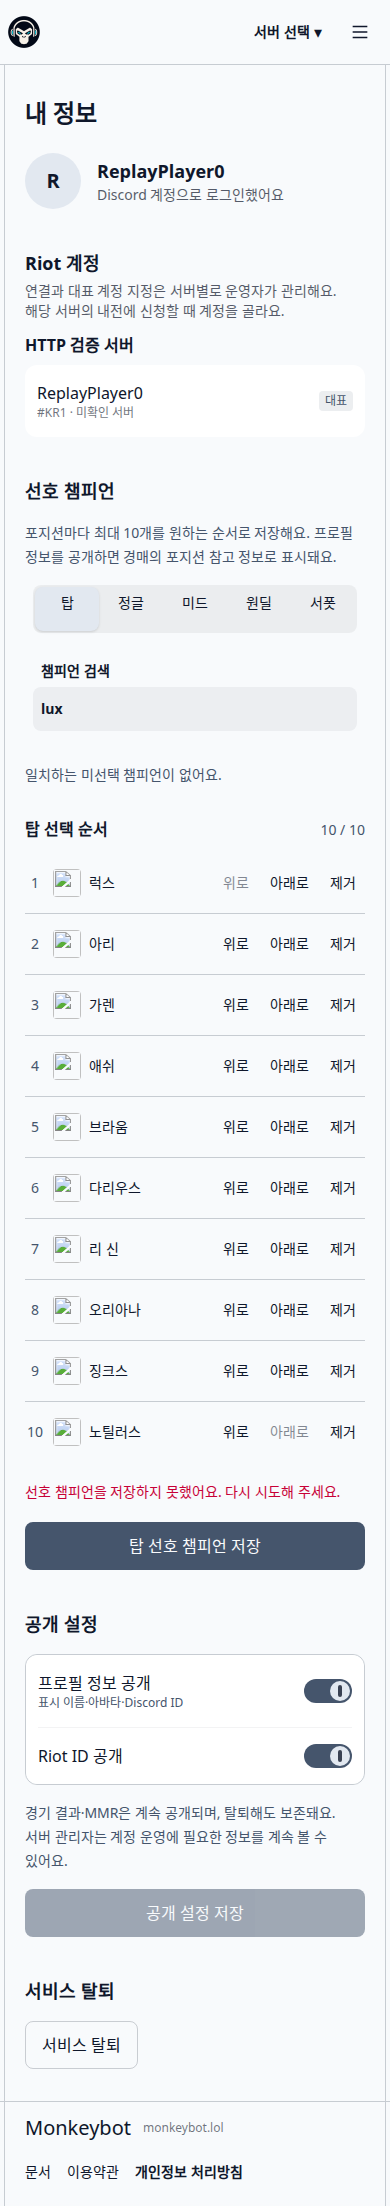 서버 선택 ▾
내 정보
R
ReplayPlayer0
Discord 계정으로 로그인했어요
Riot 계정
연결과 대표 계정 지정은 서버별로 운영자가 관리해요.
해당 서버의 내전에 신청할 때 계정을 골라요.
HTTP 검증 서버
ReplayPlayer0
#KR1 · 미확인 서버
대표
선호 챔피언
포지션마다 최대 10개를 원하는 순서로 저장해요. 프로필
정보를 공개하면 경매의 포지션 참고 정보로 표시돼요.
탑 정글 미드 원딜 서폿
챔피언 검색
lux
일치하는 미선택 챔피언이 없어요.
탑 선택 순서 10 / 10
1 럭스 위로 아래로 제거
2 아리 위로 아래로 제거
3 가렌 위로 아래로 제거
4 애쉬 위로 아래로 제거
5 브라움 위로 아래로 제거
6 다리우스 위로 아래로 제거
7 리 신 위로 아래로 제거
8 오리아나 위로 아래로 제거
9 징크스 위로 아래로 제거
10 노틸러스 위로 아래로 제거
선호 챔피언을 저장하지 못했어요. 다시 시도해 주세요.
탑 선호 챔피언 저장
공개 설정
프로필 정보 공개
표시 이름·아바타·Discord ID
Riot ID 공개
경기 결과·MMR은 계속 공개되며, 탈퇴해도 보존돼요.
서버 관리자는 계정 운영에 필요한 정보를 계속 볼 수
있어요.
공개 설정 저장
서비스 탈퇴
서비스 탈퇴
Monkeybot monkeybot.lol
문서 이용약관 개인정보 처리방침